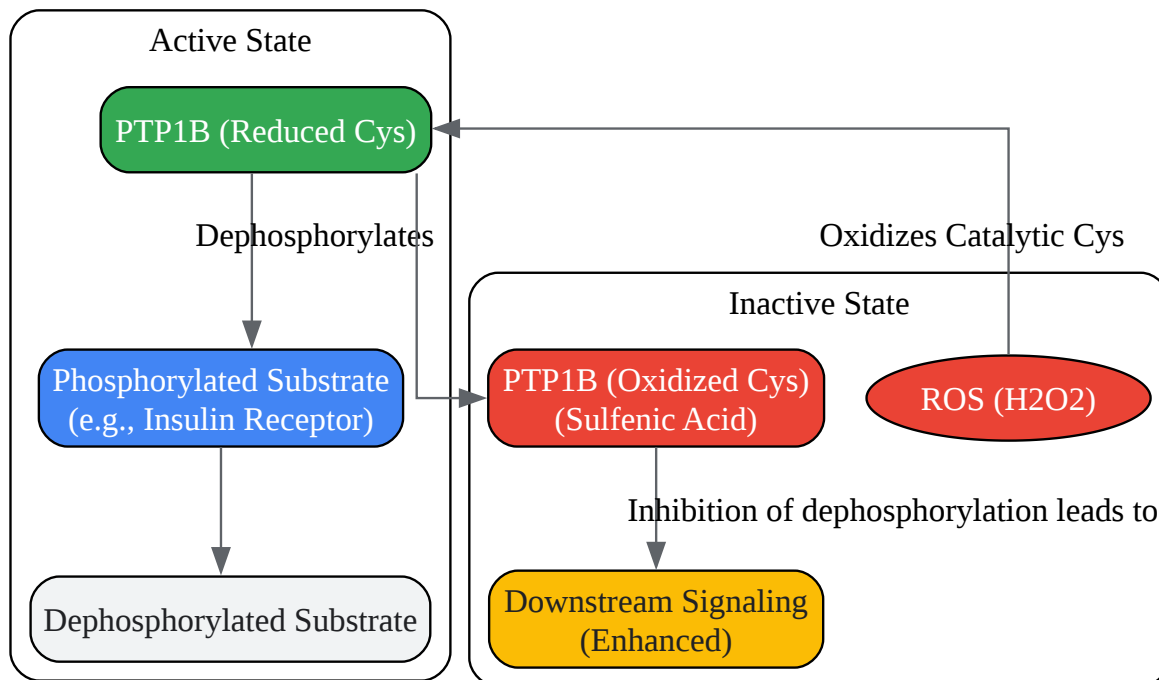 Active State
PTP1B (Reduced Cys)
Dephosphorylates
Oxidizes Catalytic Cys
Inactive State
Phosphorylated Substrate
(e.g., Insulin Receptor)
PTP1B (Oxidized Cys)
(Sulfenic Acid)
ROS (H2O2)
Inhibition of dephosphorylation leads to
Dephosphorylated Substrate
Downstream Signaling
(Enhanced)